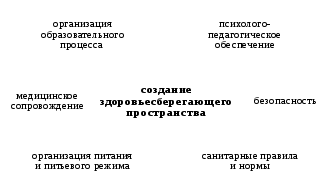 организация
образовательного
процесса
психолого-
педагогическое
обеспечение
медицинское
сопровождение
создание
здоровьесберегающего
пространства
безопасность
организация питания
и питьевого режима
санитарные правила
и нормы